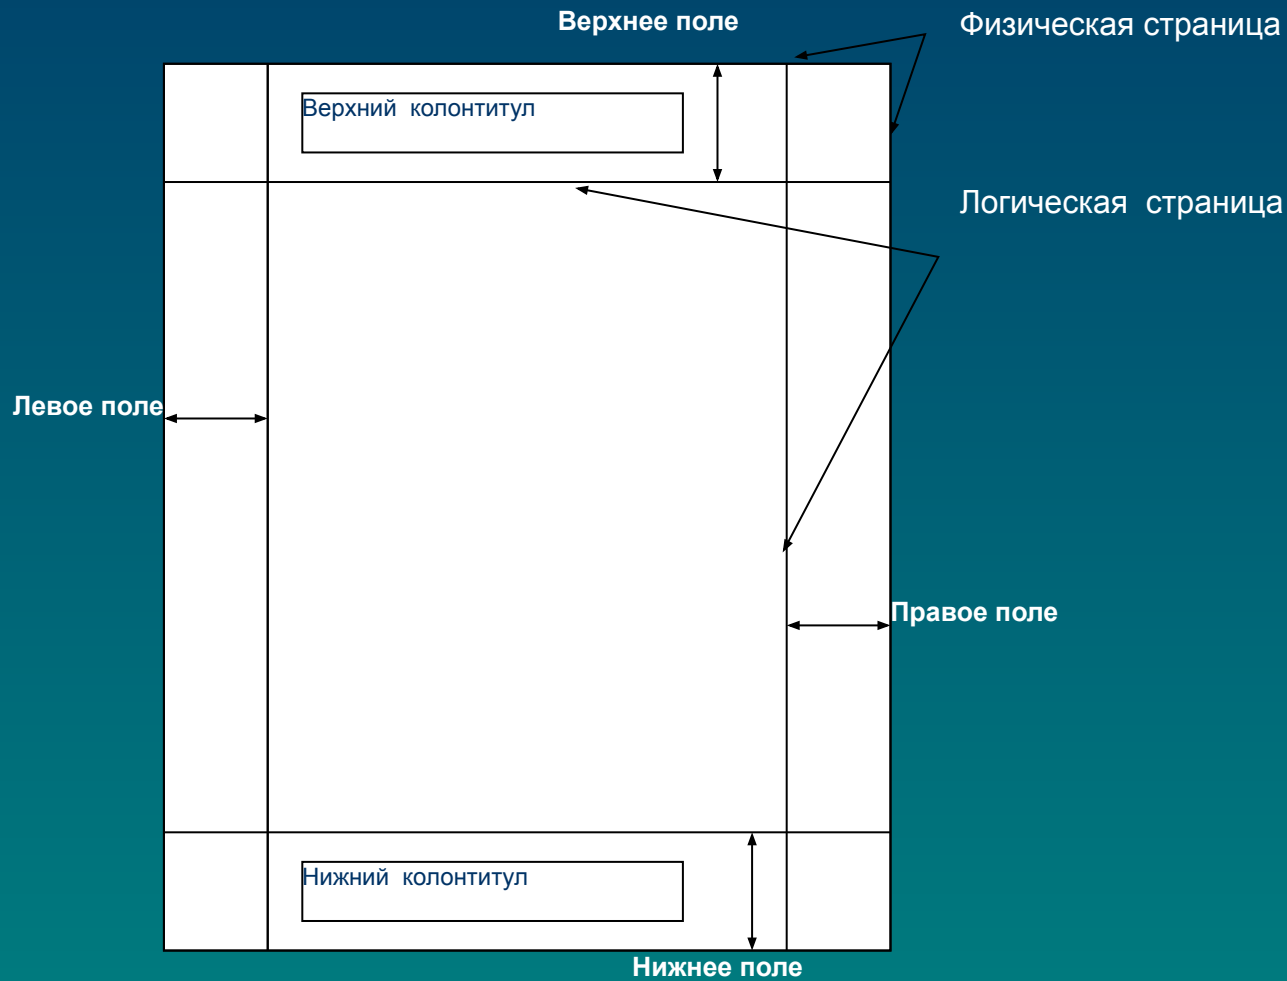 Верхнее поле
Физическая страница
Верхний колонтитул
Логическая страница
Левое поле
Правое поле
Нижний колонтитул
Нижнее поле